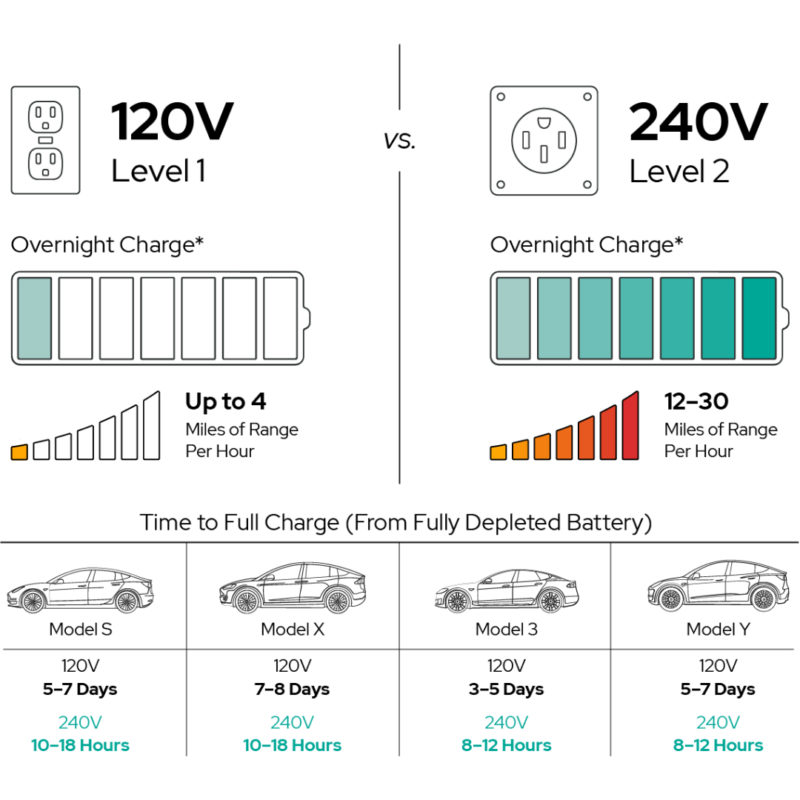 120V
Level 1
vs.
240V
Level 2
Overnight Charge*
Overnight Charge*
Up to 4
Miles of Range
Per Hour
12–30
Miles of Range
Per Hour
Time to Full Charge (From Fully Depleted Battery)
Model S
Model X
Model 3
Model Y
120V
5–7 Days
240V
10–18 Hours
120V
7–8 Days
240V
10–18 Hours
120V
3–5 Days
240V
8–12 Hours
120V
5–7 Days
240V
8–12 Hours